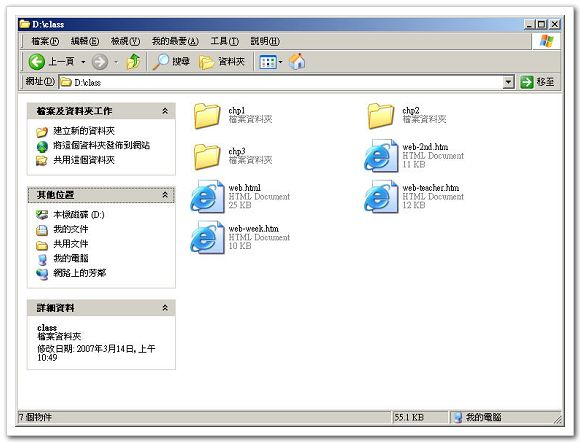 D:\class
檔案(F) 編輯(E) 檢視(V) 我的最愛(A) 工具(T) 說明(H)
上一頁 搜尋 資料夾
網址(D) D:\class 移至
檔案及資料夾工作
建立新的資料夾
將這個資料夾發佈到網站
共用這個資料夾
其他位置
本機磁碟 (D:)
我的文件
共用文件
我的電腦
網路上的芳鄰
詳細資料
class
檔案資料夾
修改日期: 2007年3月14日, 上午
10:49
chp1
檔案資料夾
chp2
檔案資料夾
chp3
檔案資料夾
web-2nd.htm
HTML Document
11 KB
web.html
HTML Document
25 KB
web-teacher.htm
HTML Document
12 KB
web-week.htm
HTML Document
10 KB
7 個物件 55.1 KB 我的電腦